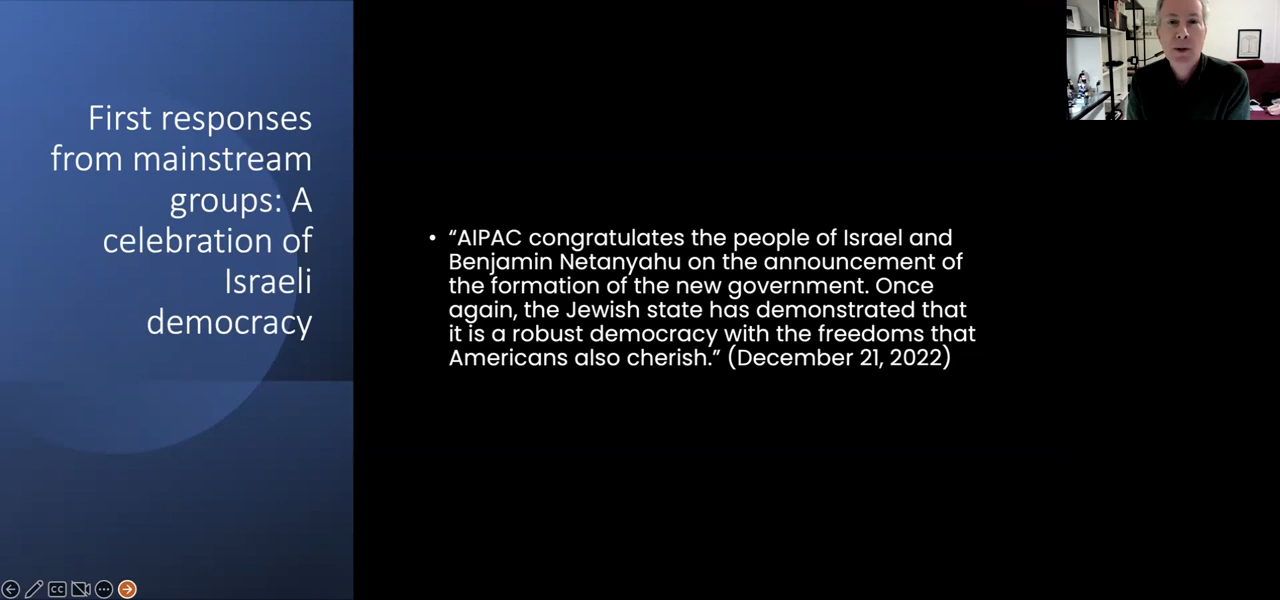 First responses
from mainstream
groups: A
celebration of
Israeli
democracy
• “AIPAC congratulates the people of Israel and
Benjamin Netanyahu on the announcement of
the formation of the new government. Once
again, the Jewish state has demonstrated that
it is a robust democracy with the freedoms that
Americans also cherish.” (December 21, 2022)
CC